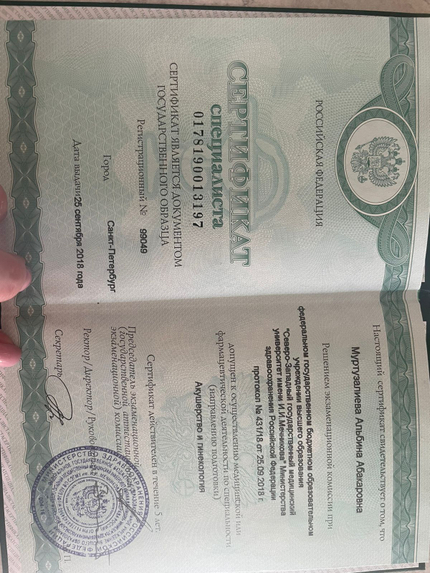 РОССИЙСКАЯ ФЕДЕРАЦИЯ
СЕРТИФИКАТ
специалиста
0178190013197
СЕРТИФИКАТ ЯВЛЯЕТСЯ ДОКУМЕНТОМ
ГОСУДАРСТВЕННОГО ОБРАЗЦА
Регистрационный № 99049
Город Санкт-Петербург
Дата выдачи 25 сентября 2018 года
Настоящий сертификат свидетельствует о том, что
Муртузалиева Альбина Абакаровна
Решением экзаменационной комиссии при
федеральном государственном бюджетном образовательном
учреждении высшего образования
"Северо-Западный государственный медицинский
университет имени И.И.Мечникова" Министерства
здравоохранения Российской Федерации
протокол № 431/18 от 25.09.2018 г.
допущен к осуществлению медицинской или
фармацевтической деятельности по специальности
(направлению подготовки)
Акушерство и гинекология
Сертификат действителен в течение 5 лет
Председатель экзаменационной
(государственной экзаменационной) комиссии
Ректор / Директор /
Секретарь